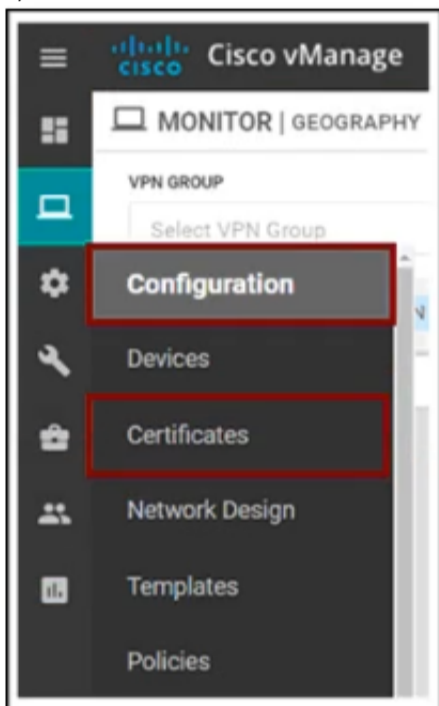 CISCO Cisco vManage
MONITOR | GEOGRAPHY
VPN GROUP
Select VPN Group
Configuration
Devices
Certificates
Network Design
Templates
Policies